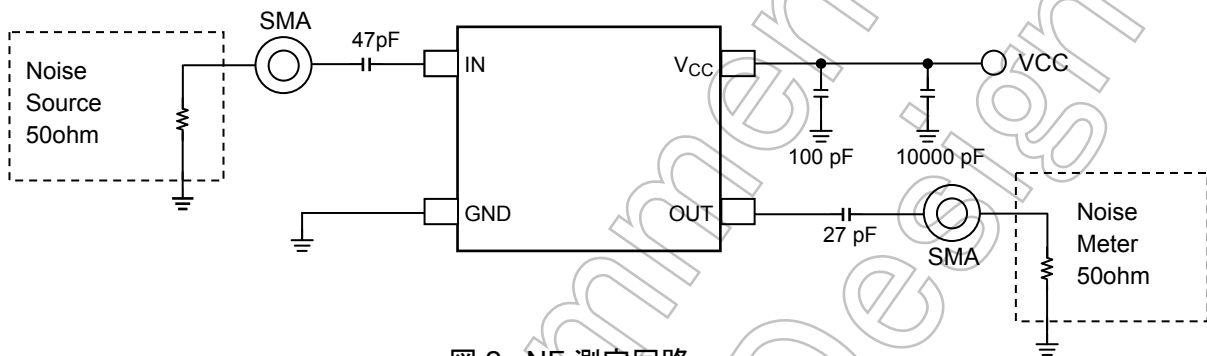 SMA
47pF
Noise
Source
50ohm
IN
VCC
VCC
100 pF
10000 pF
GND
OUT
27 pF
SMA
Noise
Meter
50ohm